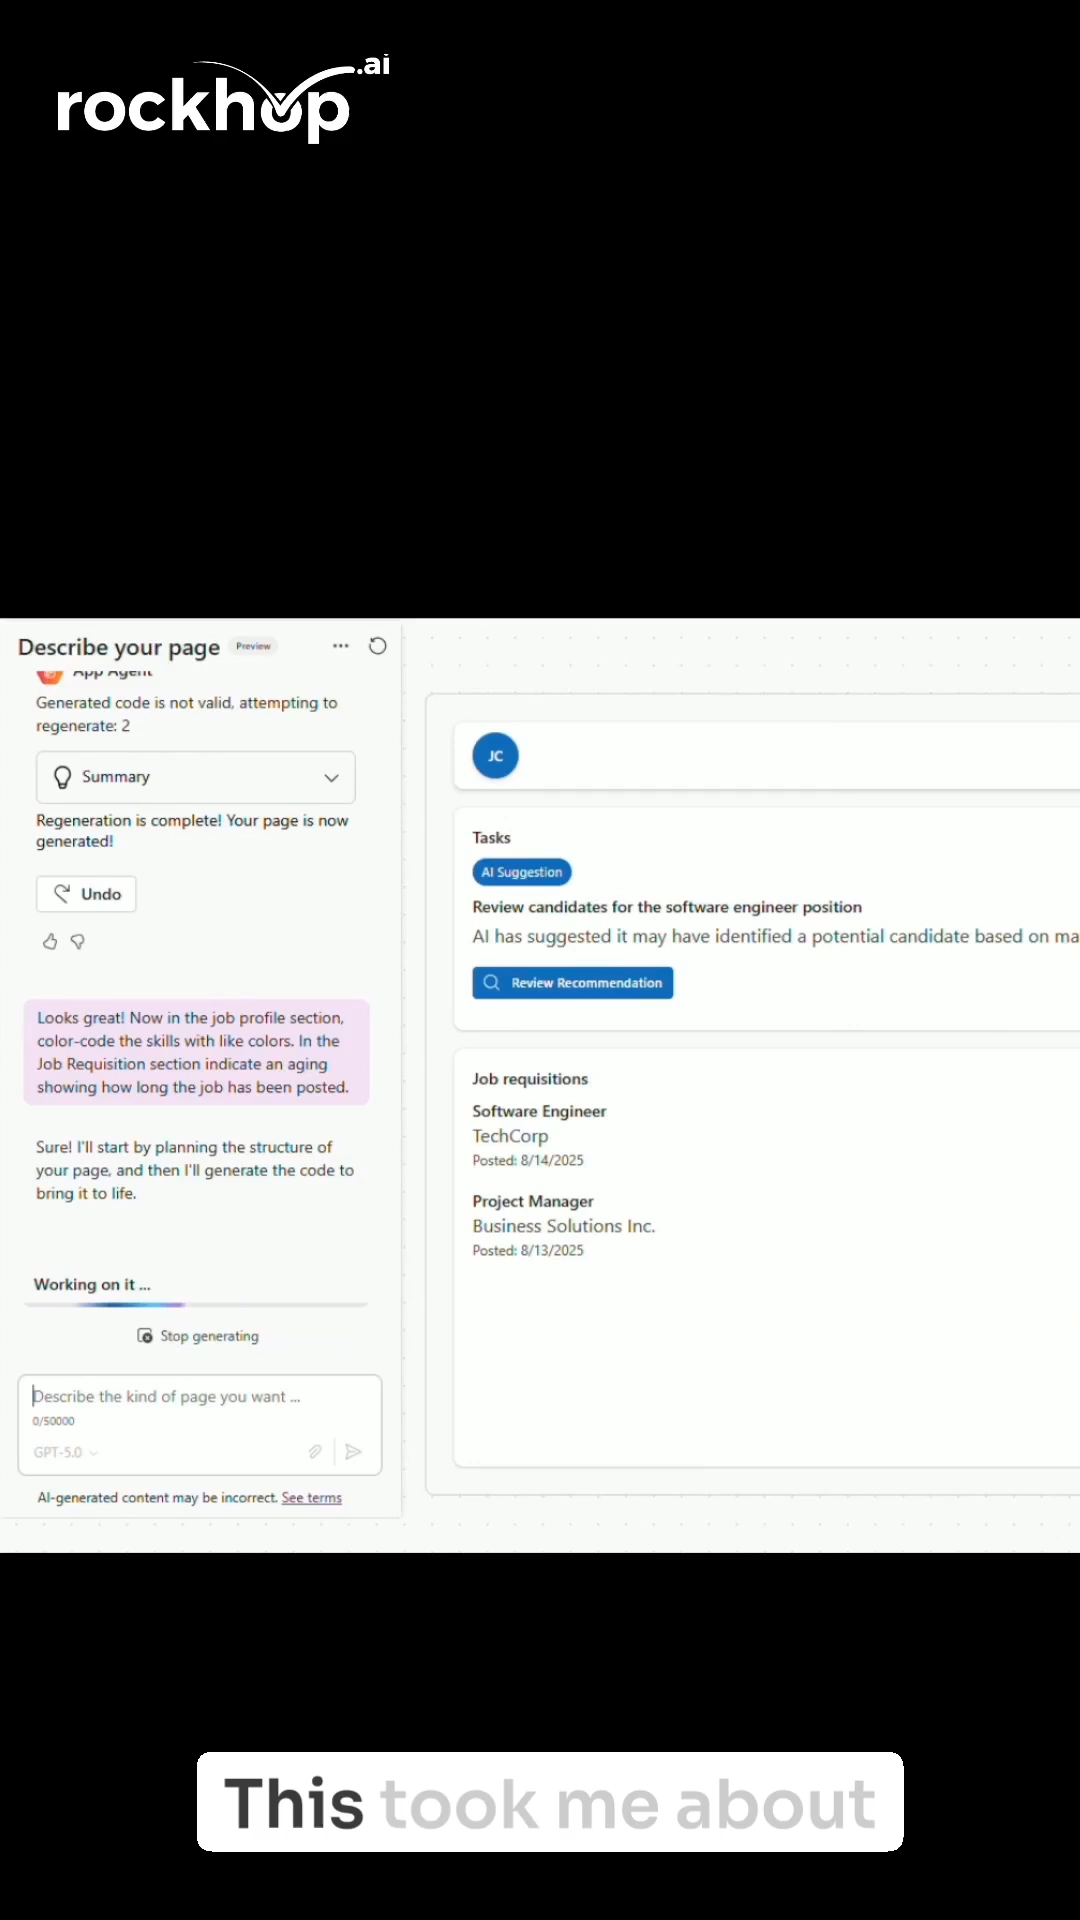 rockhop.ai
Describe your page
Preview
App Agent
Generated code is not valid, attempting to
regenerate: 2
Summary
Regeneration is complete! Your page is now
generated!
Undo
Looks great! Now in the job profile section,
color-code the skills with like colors. In the
Job Requisition section indicate an aging
showing how long the job has been posted.
Sure! I'll start by planning the structure of
your page, and then I'll generate the code to
bring it to life.
Working on it ...
Stop generating
Describe the kind of page you want ...
0/50000
GPT-5.0
AI-generated content may be incorrect. See terms
JC
Tasks
AI Suggestion
Review candidates for the software engineer position
AI has suggested it may have identified a potential candidate based on ma
Review Recommendation
Job requisitions
Software Engineer
TechCorp
Posted: 8/14/2025
Project Manager
Business Solutions Inc.
Posted: 8/13/2025
This took me about